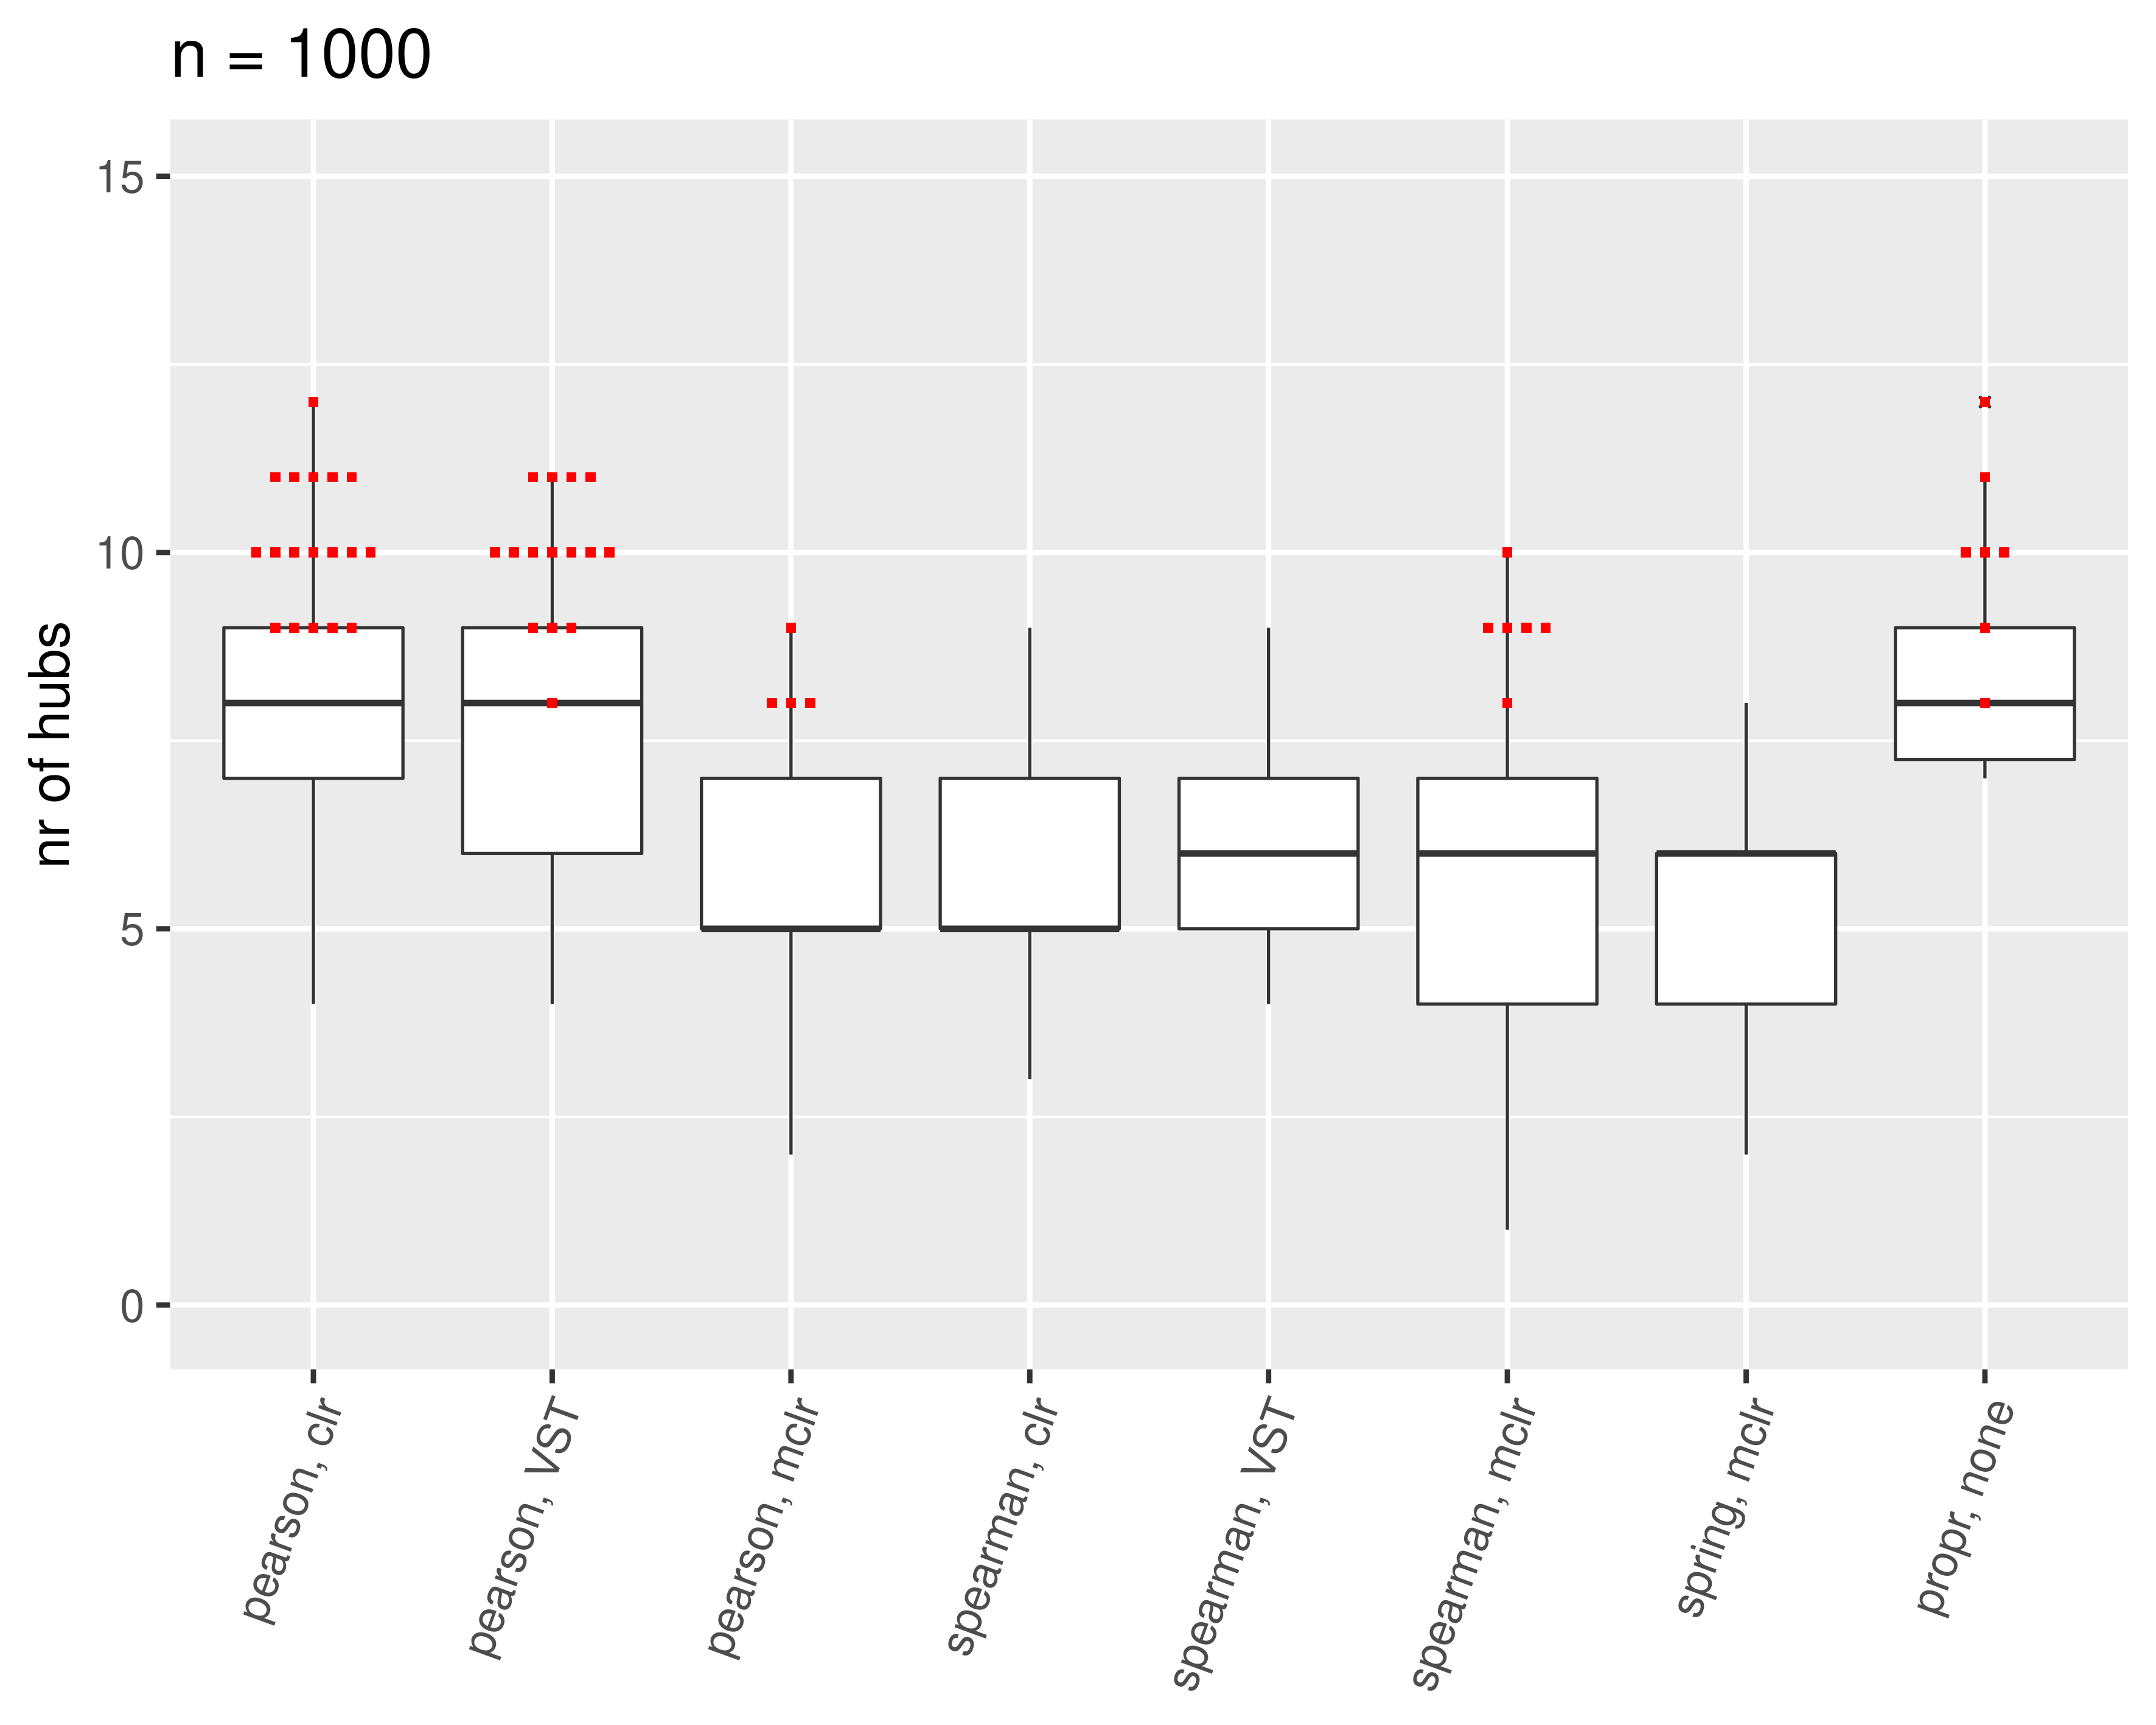 n = 1000
nr of hubs
15
10
5
0
pearson, clr
pearson, VST
pearson, mclr
spearman, clr
spearman, VST
spearman, mclr
spring, mclr
propr, none